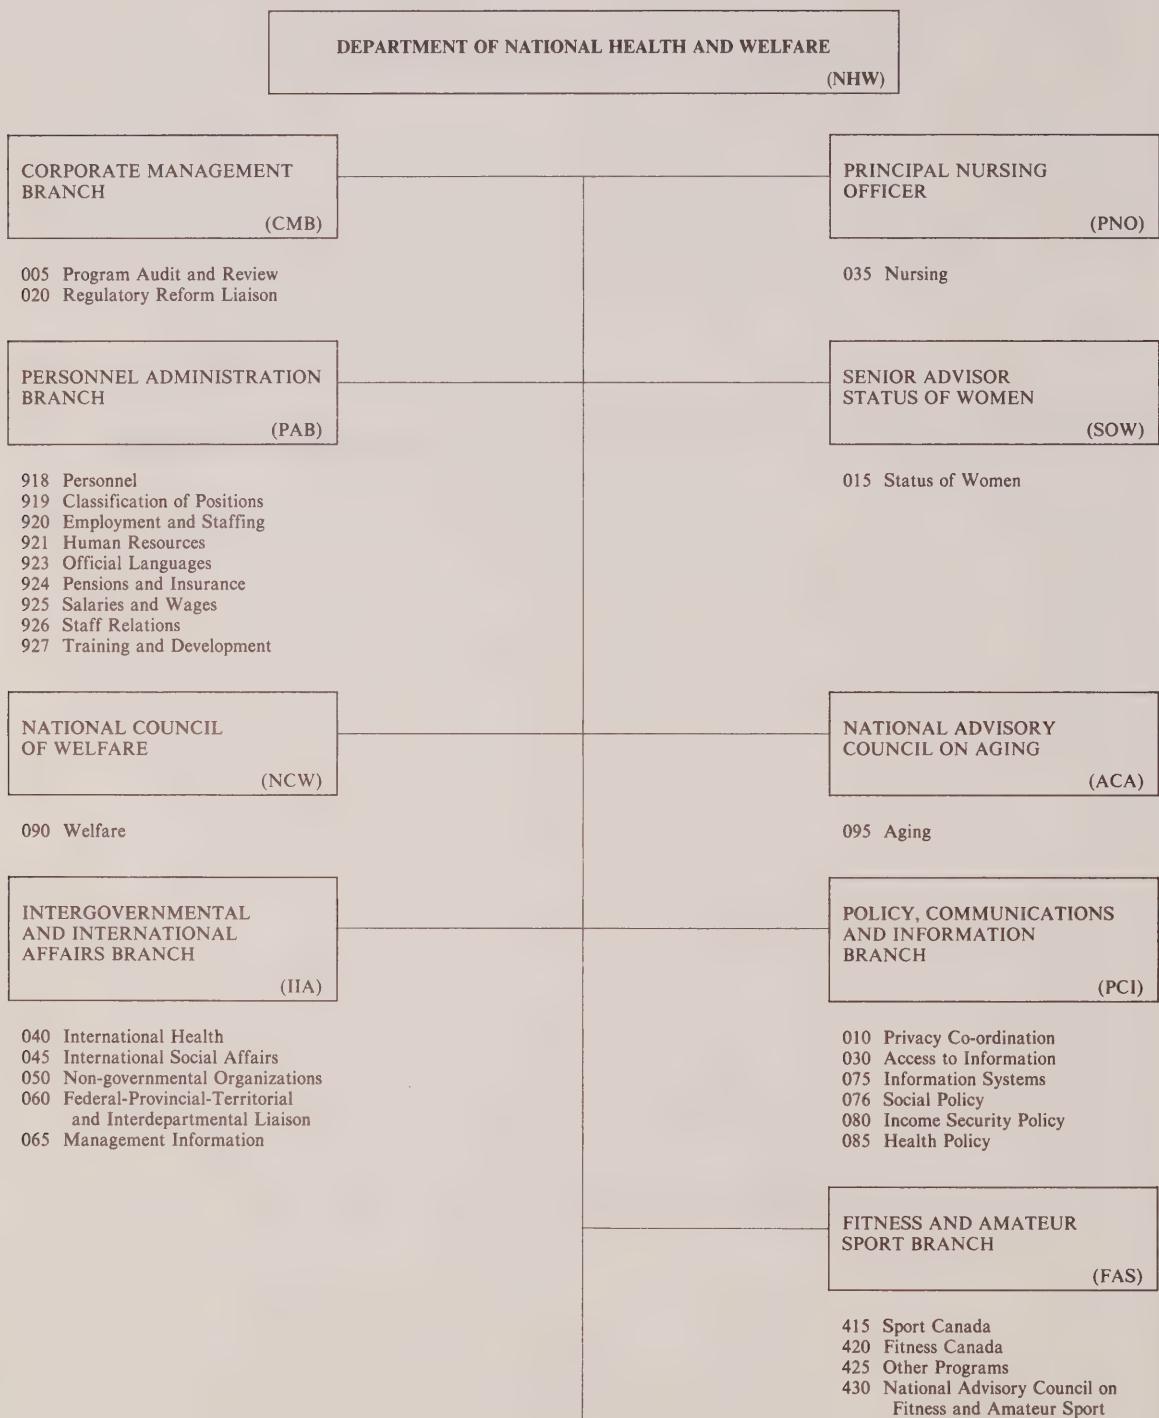 DEPARTMENT OF NATIONAL HEALTH AND WELFARE
(NHW)
CORPORATE MANAGEMENT
BRANCH
(CMB)
005 Program Audit and Review
020 Regulatory Reform Liaison
PRINCIPAL NURSING
OFFICER
(PNO)
035 Nursing
PERSONNEL ADMINISTRATION
BRANCH
(PAB)
918 Personnel
919 Classification of Positions
920 Employment and Staffing
921 Human Resources
923 Official Languages
924 Pensions and Insurance
925 Salaries and Wages
926 Staff Relations
927 Training and Development
SENIOR ADVISOR
STATUS OF WOMEN
(SOW)
015 Status of Women
NATIONAL COUNCIL
OF WELFARE
(NCW)
090 Welfare
NATIONAL ADVISORY
COUNCIL ON AGING
(ACA)
095 Aging
INTERGOVERNMENTAL
AND INTERNATIONAL
AFFAIRS BRANCH
(IIA)
040 International Health
045 International Social Affairs
050 Non-governmental Organizations
060 Federal-Provincial-Territorial
and Interdepartmental Liaison
065 Management Information
POLICY, COMMUNICATIONS
AND INFORMATION
BRANCH
(PCI)
010 Privacy Co-ordination
030 Access to Information
075 Information Systems
076 Social Policy
080 Income Security Policy
085 Health Policy
FITNESS AND AMATEUR
SPORT BRANCH
(FAS)
415 Sport Canada
420 Fitness Canada
425 Other Programs
430 National Advisory Council on
Fitness and Amateur Sport